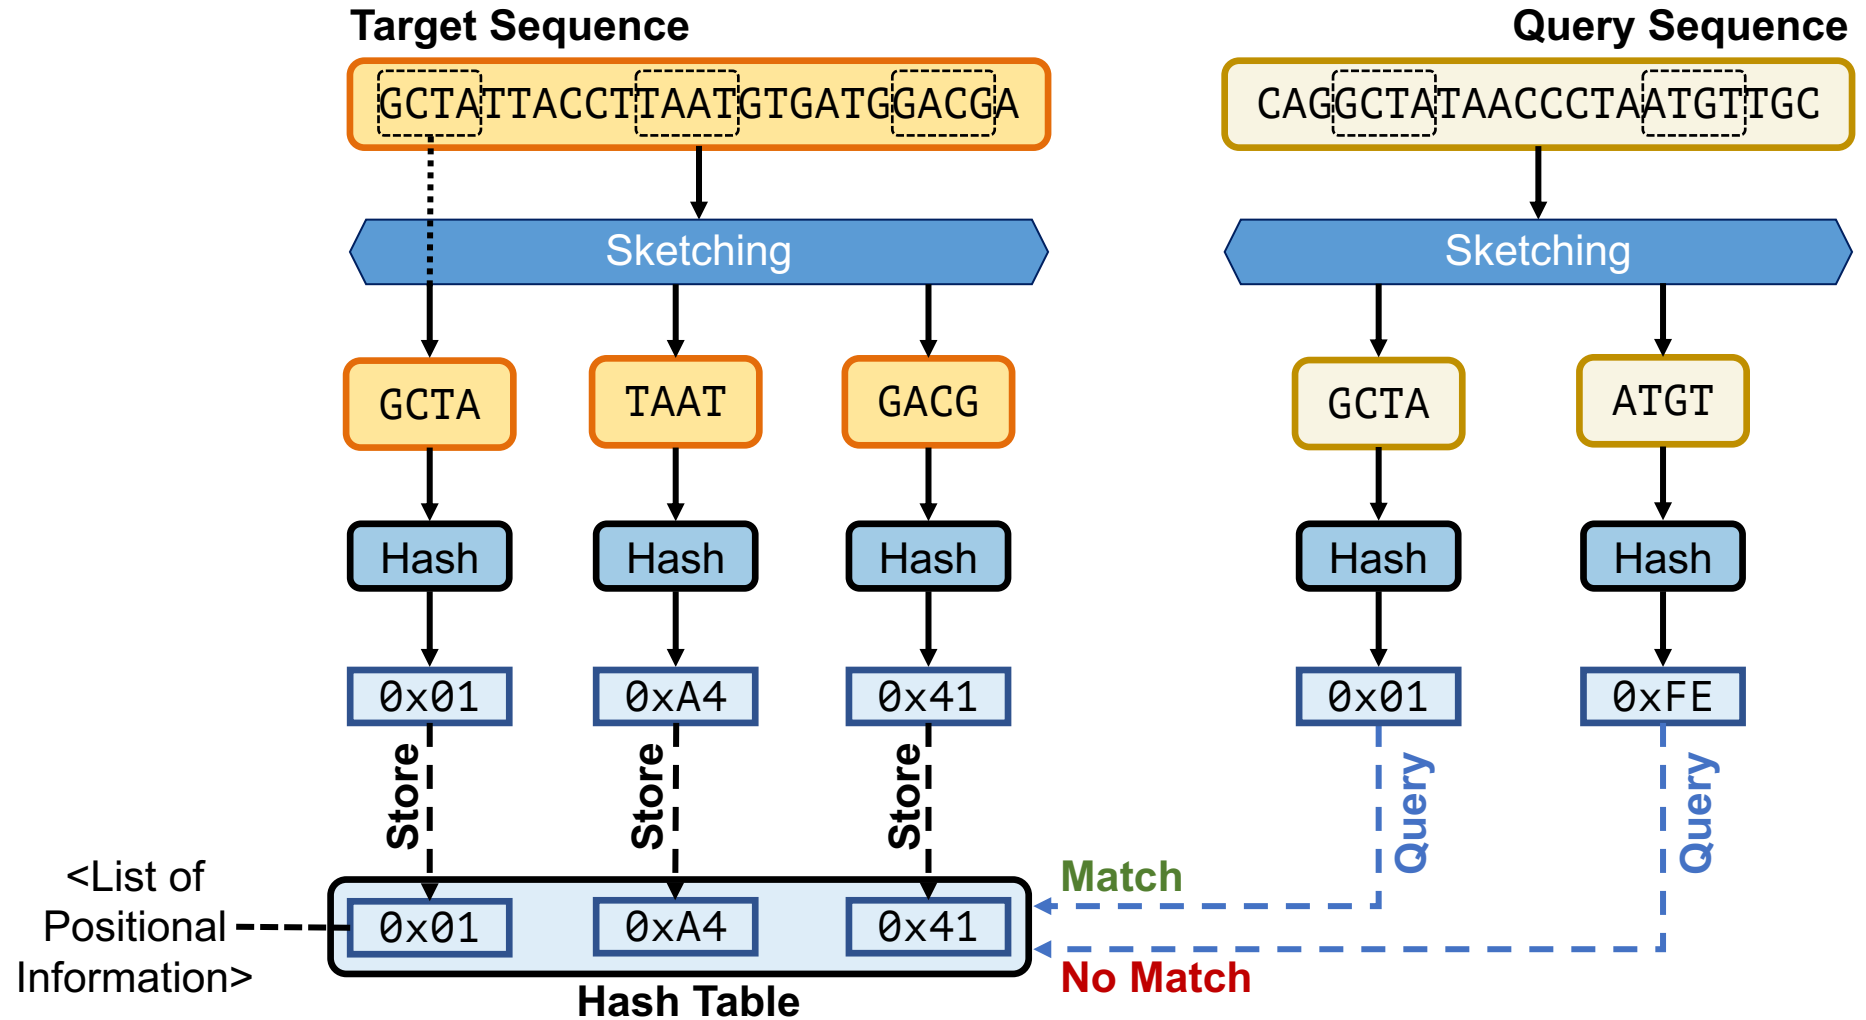 Target Sequence
Query Sequence
GCTATTACCTTAATGTGATGGACGA
CAGGCTATAACCCTAATGTTGC
Sketching
Sketching
GCTA
TAAT
GACG
GCTA
ATGT
Hash
Hash
Hash
Hash
Hash
0x01
0xA4
0x41
0x01
0xFE
Store
Store
Store
Query
Query
<List of
Positional
Information>
0x01
0xA4
0x41
Match
No Match
Hash Table